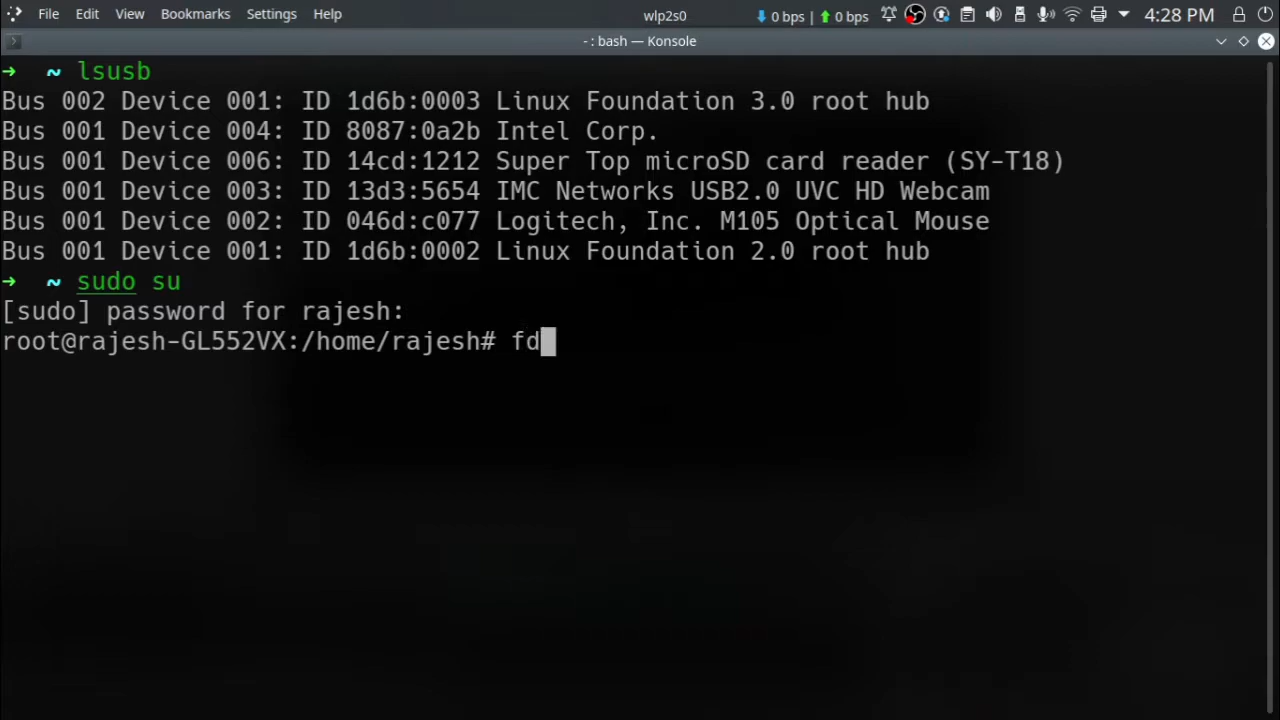 File Edit View Bookmarks Settings Help wlp2s0 0 bps | 0 bps 4:28 PM
- : bash — Konsole
➜ ~ lsusb
Bus 002 Device 001: ID 1d6b:0003 Linux Foundation 3.0 root hub
Bus 001 Device 004: ID 8087:0a2b Intel Corp.
Bus 001 Device 006: ID 14cd:1212 Super Top microSD card reader (SY-T18)
Bus 001 Device 003: ID 13d3:5654 IMC Networks USB2.0 UVC HD Webcam
Bus 001 Device 002: ID 046d:c077 Logitech, Inc. M105 Optical Mouse
Bus 001 Device 001: ID 1d6b:0002 Linux Foundation 2.0 root hub
➜ ~ sudo su
[sudo] password for rajesh:
root@rajesh-GL552VX:/home/rajesh# fd